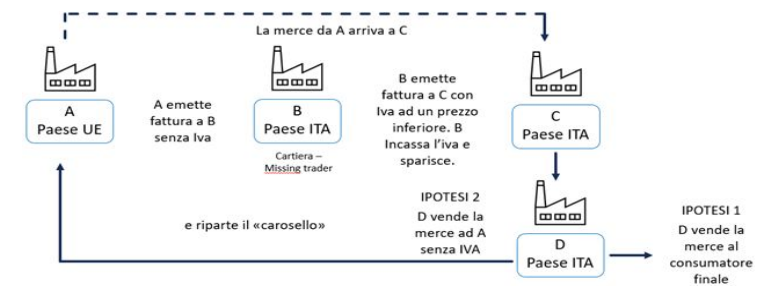 La merce da A arriva a C
A
Paese UE
A emette
fattura a B
senza Iva
B
Paese ITA
Cartiera –
Missing trader
B emette
fattura a C con
Iva ad un prezzo
inferiore. B
Incassa l'iva e
sparisce.
C
Paese ITA
IPOTESI 2
D vende la
merce ad A
senza IVA
D
Paese ITA
IPOTESI 1
D vende la
merce al
consumatore
finale
e riparte il «carosello»